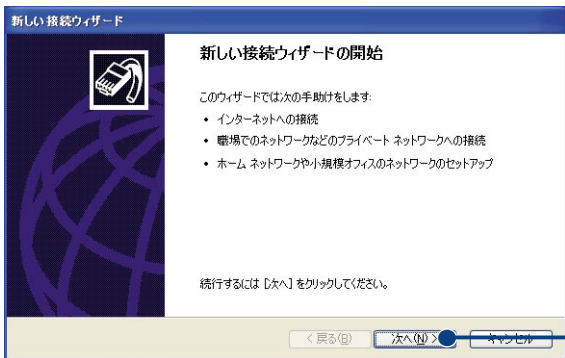 新しい接続ウィザード
新しい接続ウィザードの開始
このウィザードでは次の手助けをします:
• インターネットへの接続
• 職場でのネットワークなどのプライベート ネットワークへの接続
• ホーム ネットワークや小規模オフィスのネットワークのセットアップ
続行するには [次へ] をクリックしてください。
< 戻る(B) 次へ(N) > キャンセル